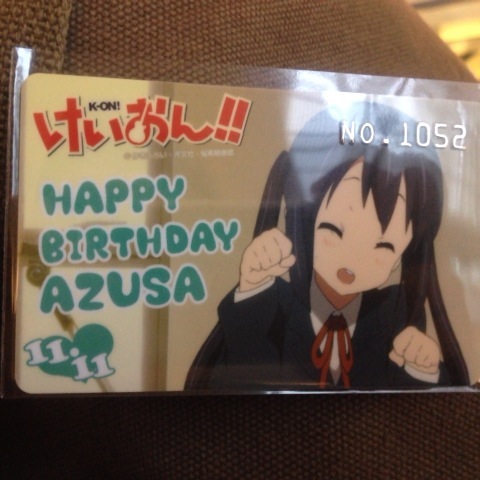 K-ON!
けいおん!!
NO.1052
HAPPY
BIRTHDAY
AZUSA
11.11